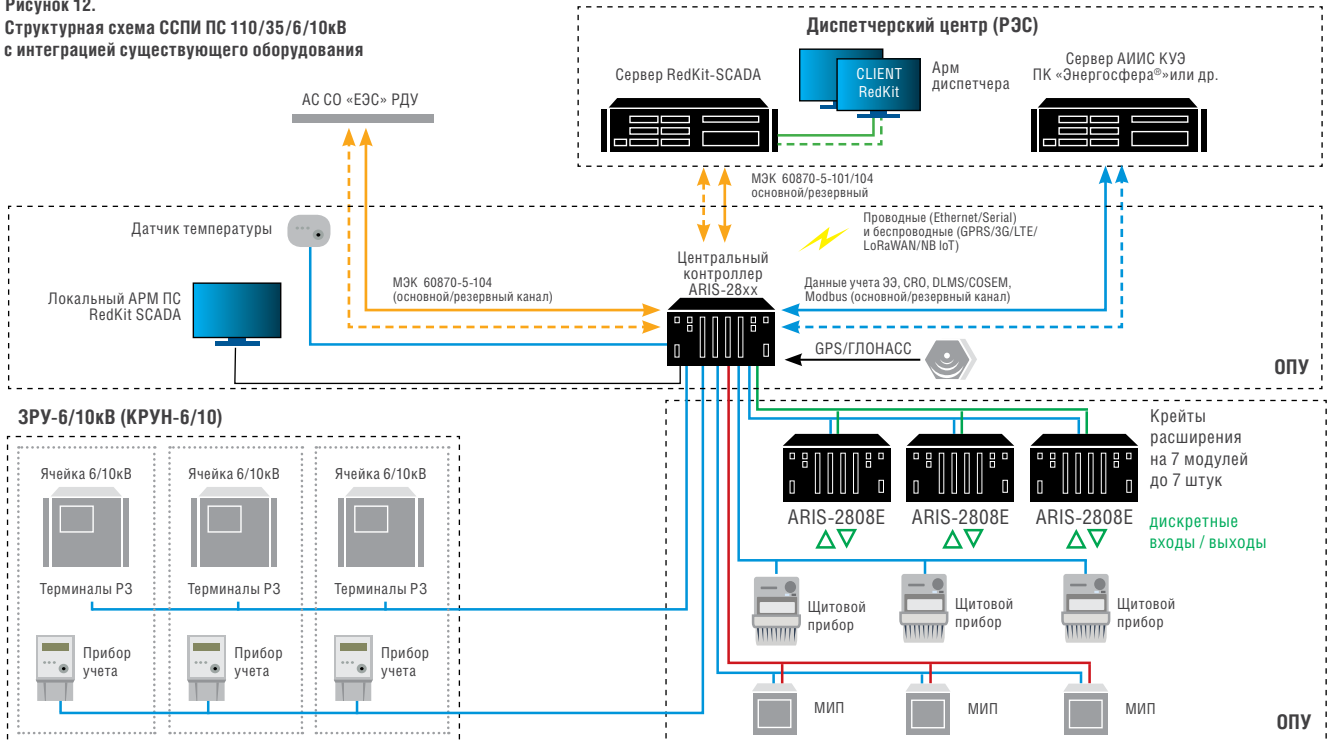 Рисунок 12.
Структурная схема ССПИ ПС 110/35/6/10кВ
с интеграцией существующего оборудования
Диспетчерский центр (РЭС)
Сервер RedKit-SCADA
CLIENT
RedKit
Арм
диспетчера
Сервер АИИС КУЭ
ПК «Энергосфера®»или др.
АС СО «ЕЭС» РДУ
МЭК 60870-5-101/104
основной/резервный
Датчик температуры
Проводные (Ethernet/Serial)
и беспроводные (GPRS/3G/LTE/
LoRaWAN/NB IoT)
Центральный
контроллер
ARIS-28xx
Локальный АРМ ПС
RedKit SCADA
МЭК 60870-5-104
(основной/резервный канал)
Данные учета ЭЭ, CRO, DLMS/COSEM,
Modbus (основной/резервный канал)
GPS/ГЛОНАСС
ОПУ
ЗРУ-6/10кВ (КРУН-6/10)
Ячейка 6/10кВ
Ячейка 6/10кВ
Ячейка 6/10кВ
Терминалы РЗ
Терминалы РЗ
Терминалы РЗ
Прибор
учета
Прибор
учета
Прибор
учета
Крейты
расширения
на 7 модулей
до 7 штук
ARIS-2808E
ARIS-2808E
ARIS-2808E
дискретные
входы / выходы
Щитовой
прибор
Щитовой
прибор
Щитовой
прибор
МИП
МИП
МИП
ОПУ